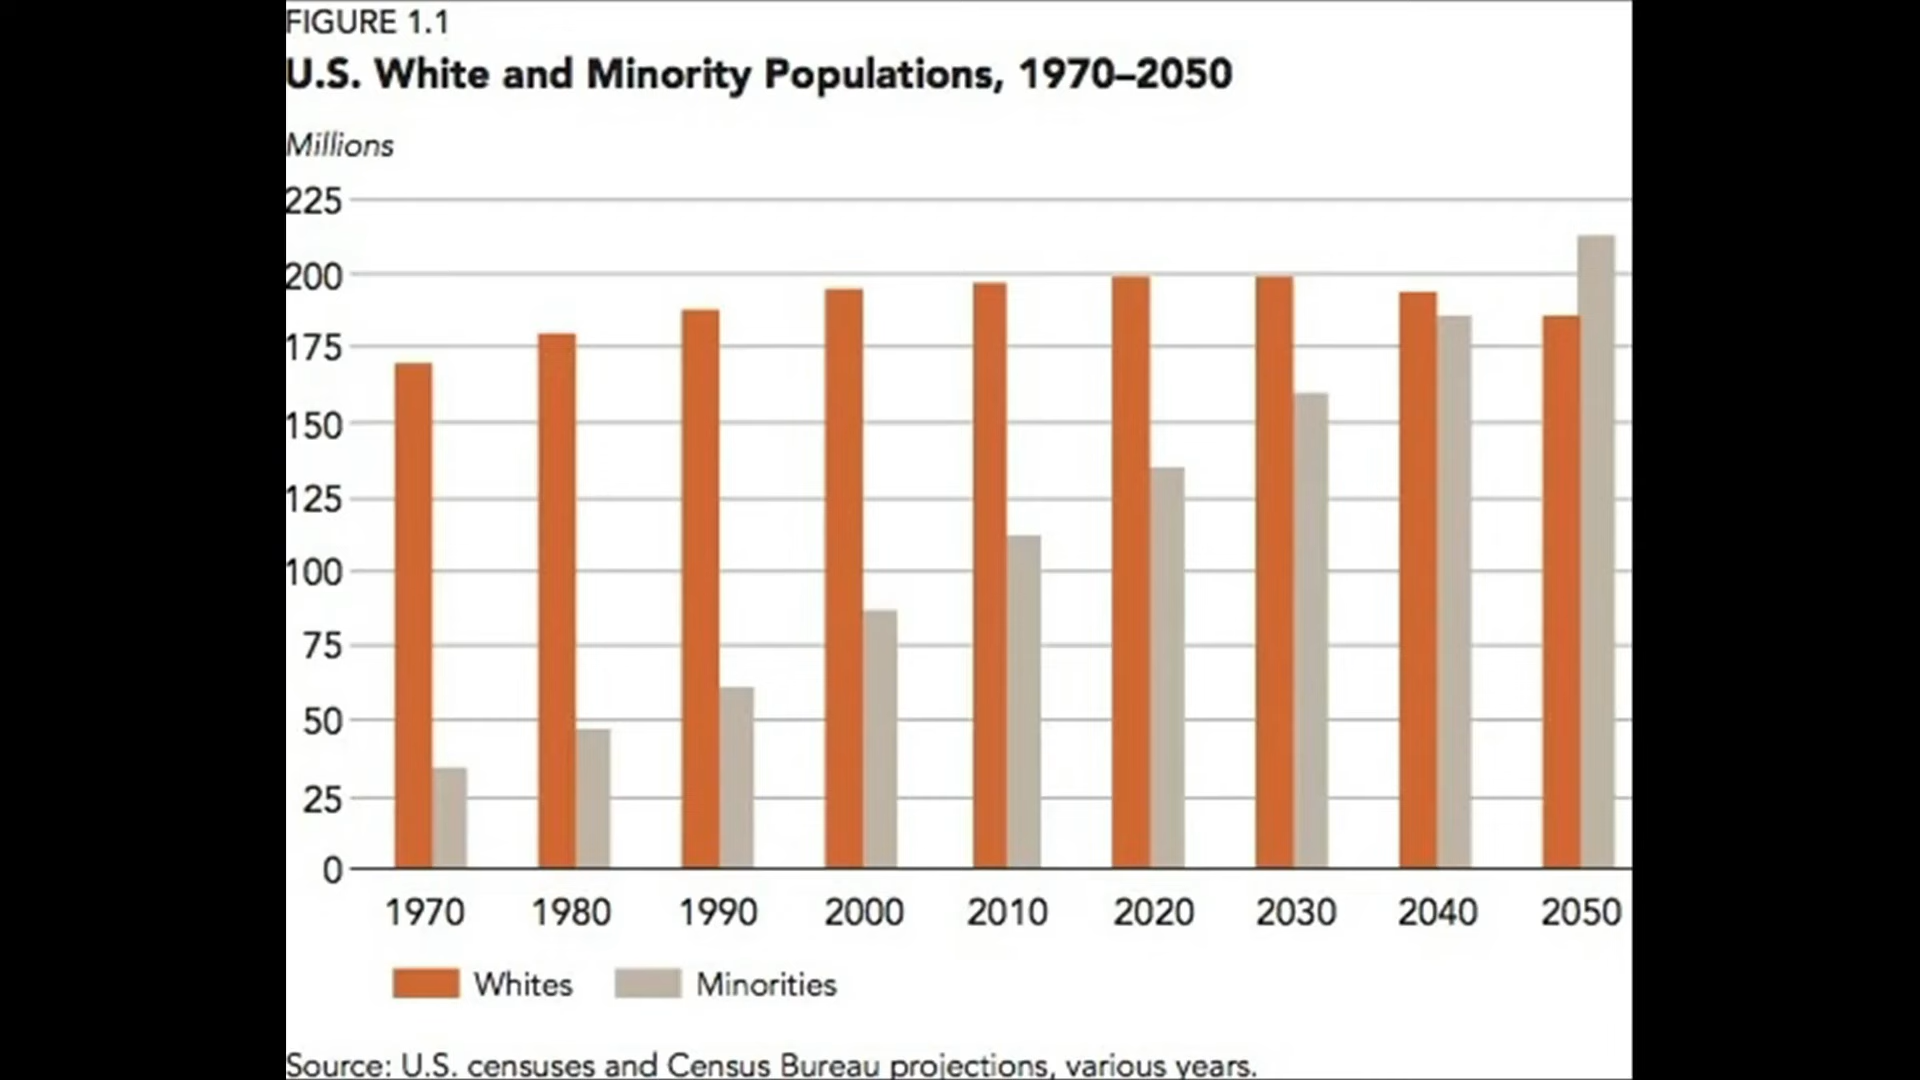 FIGURE 1.1
U.S. White and Minority Populations, 1970–2050
Millions
225
200
175
150
125
100
75
50
25
0
1970 1980 1990 2000 2010 2020 2030 2040 2050
Whites Minorities
Source: U.S. censuses and Census Bureau projections, various years.